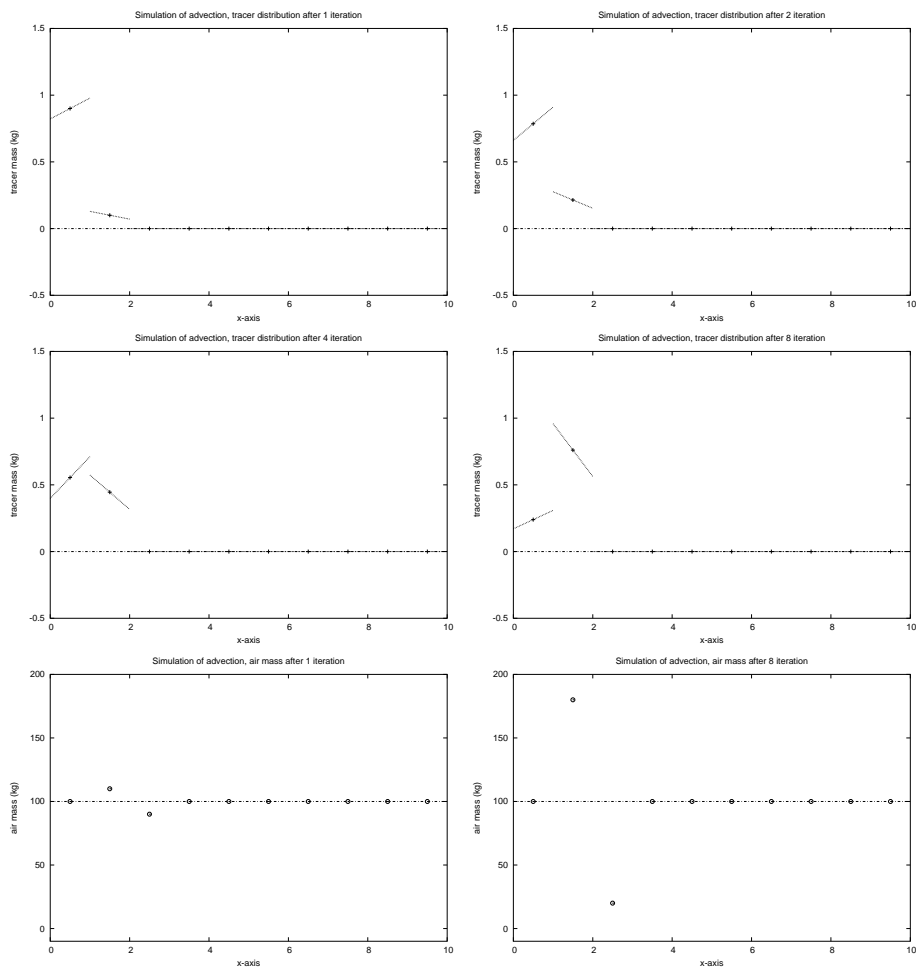 Simulation of advection, tracer distribution after 1 iteration
1.5
1
0.5
0
-0.5
tracer mass (kg)
0 2 4 6 8 10
x-axis
Simulation of advection, tracer distribution after 2 iteration
1.5
1
0.5
0
-0.5
tracer mass (kg)
0 2 4 6 8 10
x-axis
Simulation of advection, tracer distribution after 4 iteration
1.5
1
0.5
0
-0.5
tracer mass (kg)
0 2 4 6 8 10
x-axis
Simulation of advection, tracer distribution after 8 iteration
1.5
1
0.5
0
-0.5
tracer mass (kg)
0 2 4 6 8 10
x-axis
Simulation of advection, air mass after 1 iteration
200
150
100
50
0
air mass (kg)
0 2 4 6 8 10
x-axis
Simulation of advection, air mass after 8 iteration
200
150
100
50
0
air mass (kg)
0 2 4 6 8 10
x-axis